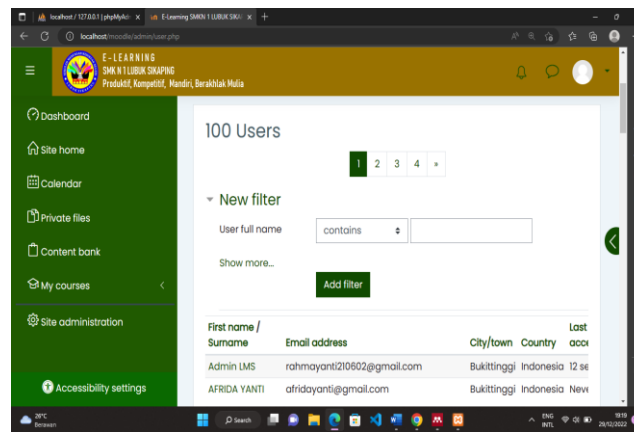 localhost / 127.0.0.1 | phpMyAd
E-Learning SMKN 1 LUBUK SIKA
localhost/moodle/admin/user.php
E-LEARNING
SMK N 1 LUBUK SIKAPING
Produktif, Kompetitif, Mandiri, Berakhlak Mulia
Dashboard
Site home
Calendar
Private files
Content bank
My courses
Site administration
Accessibility settings
100 Users
1 2 3 4 »
New filter
User full name contains
Show more...
Add filter
First name / Surname Email address City/town Country Last acce
Admin LMS rahmayanti210602@gmail.com Bukittinggi Indonesia 12 se
AFRIDA YANTI afridayanti@gmail.com Bukittinggi Indonesia Neve
28°C
Berawan
Search
ENG
INTL
19:19
29/12/2022